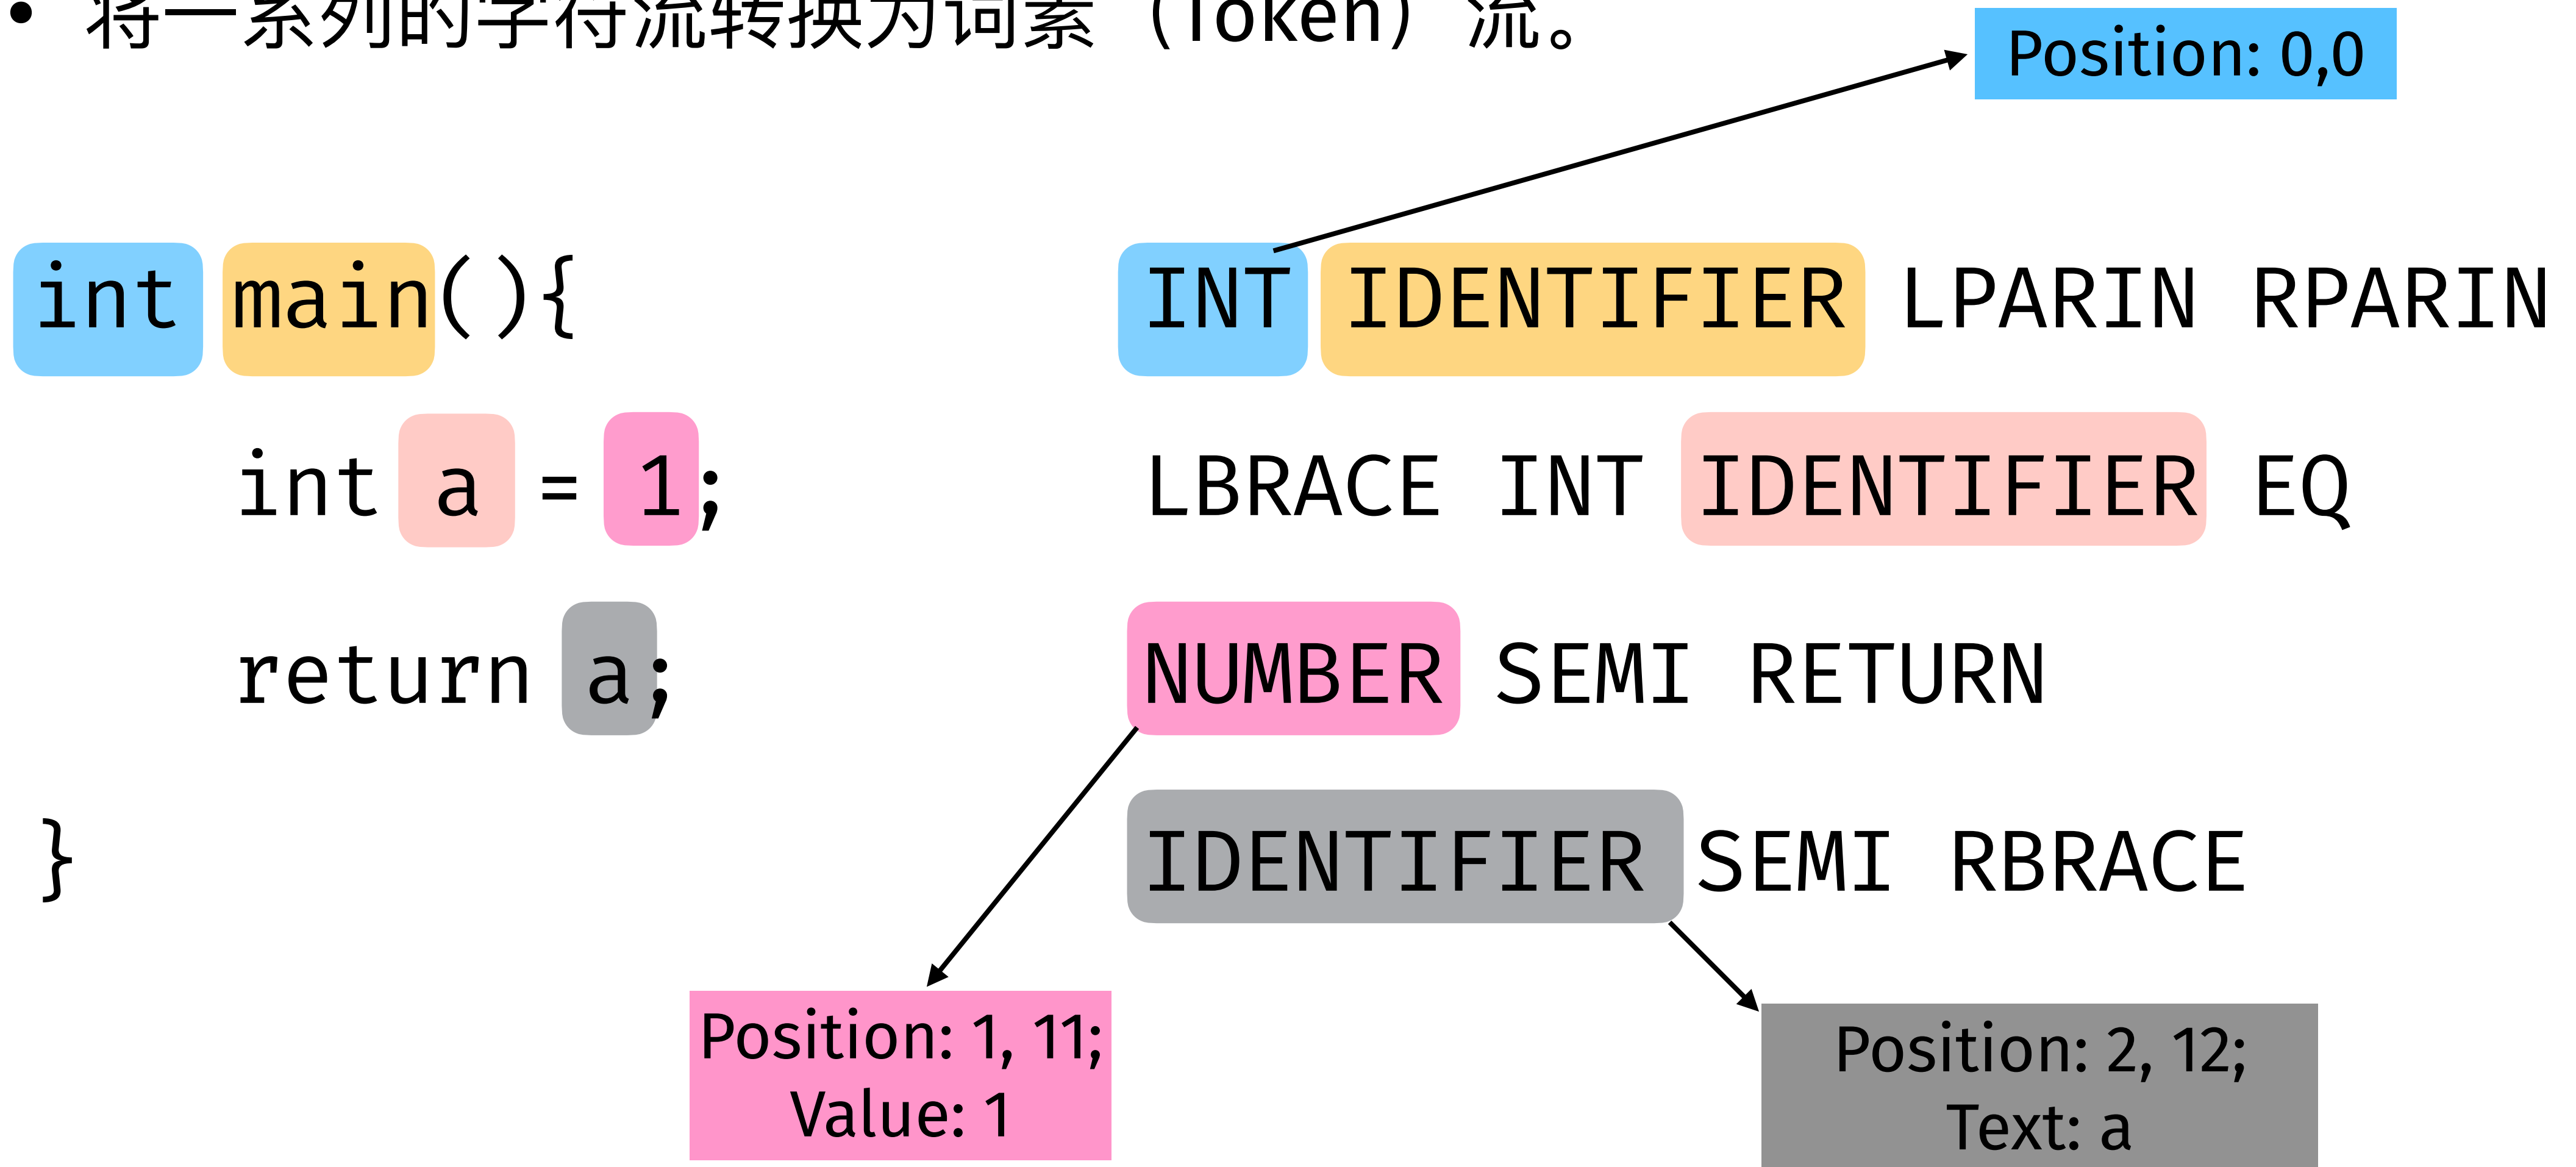 • 将一系列的字符流转换为词素（Token）流。
Position: 0,0
int main(){
int a = 1;
return a;
}
INT IDENTIFIER LPARIN RPARIN
LBRACE INT IDENTIFIER EQ
NUMBER SEMI RETURN
IDENTIFIER SEMI RBRACE
Position: 1, 11;
Value: 1
Position: 2, 12;
Text: a